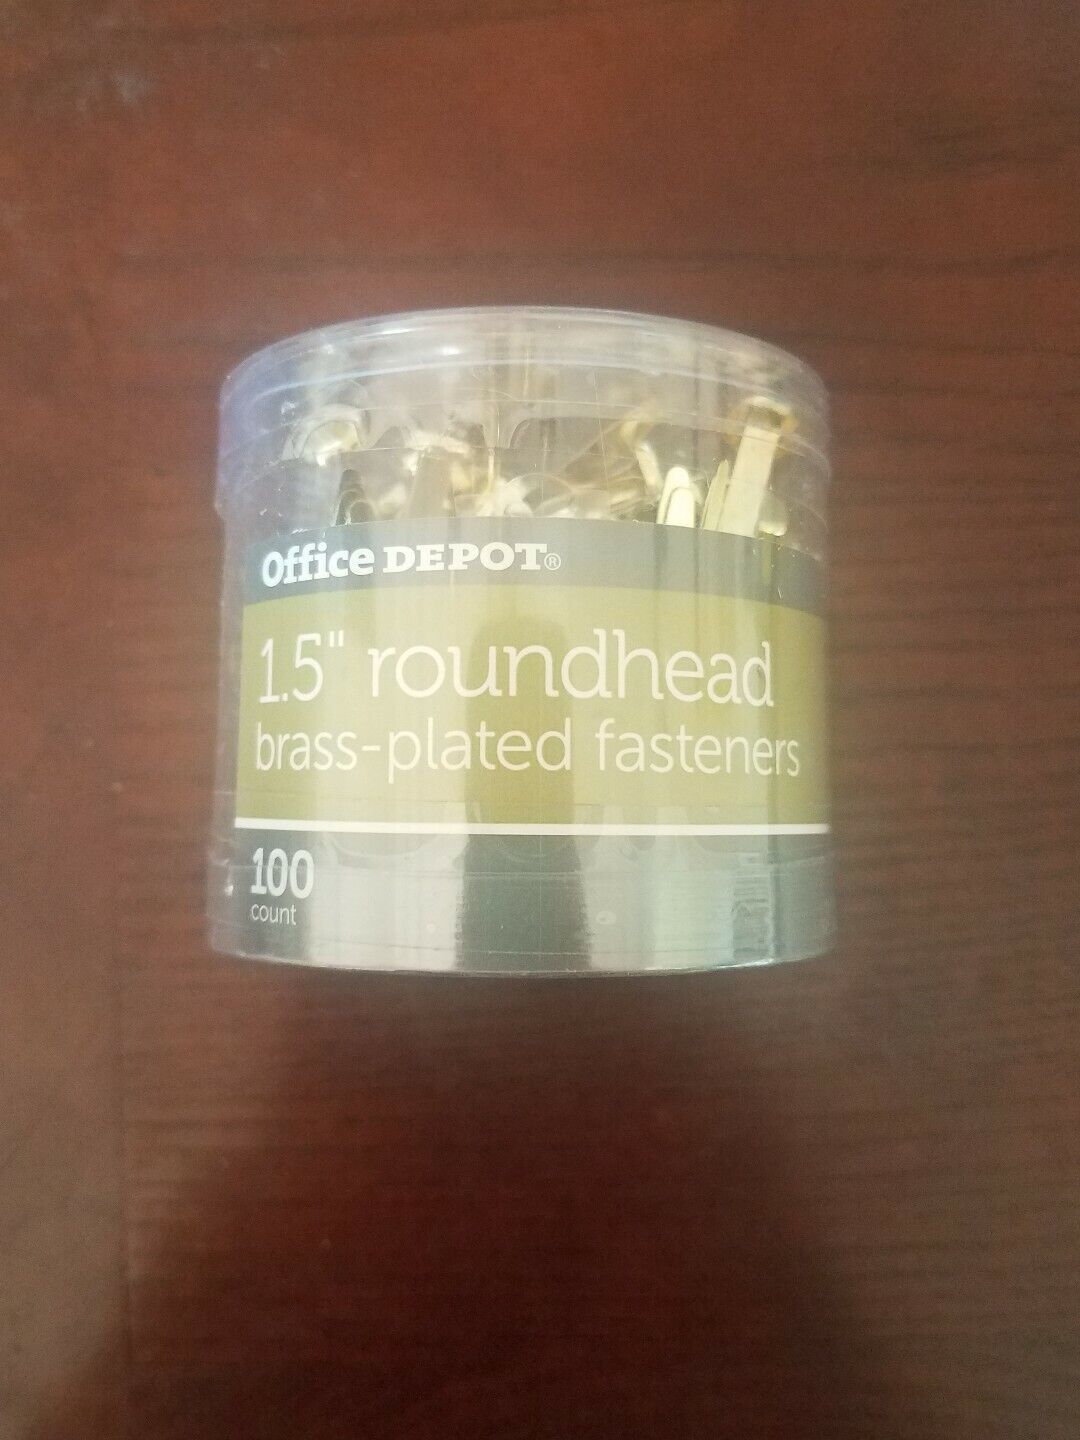 Office DEPOT®
1.5" roundhead
brass-plated fasteners
100
count